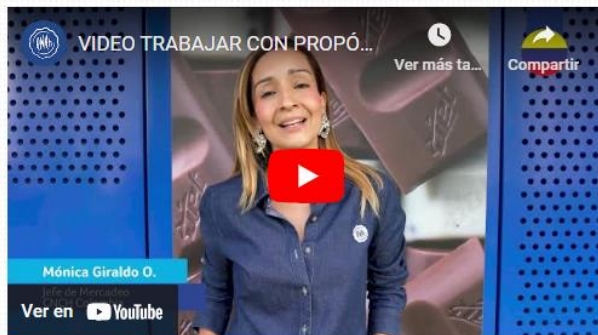 VIDEO TRABAJAR CON PROPÓ…
Ver más ta…
Compartir
Mónica Giraldo O.
Jefe de Mercadeo
Ver en YouTube